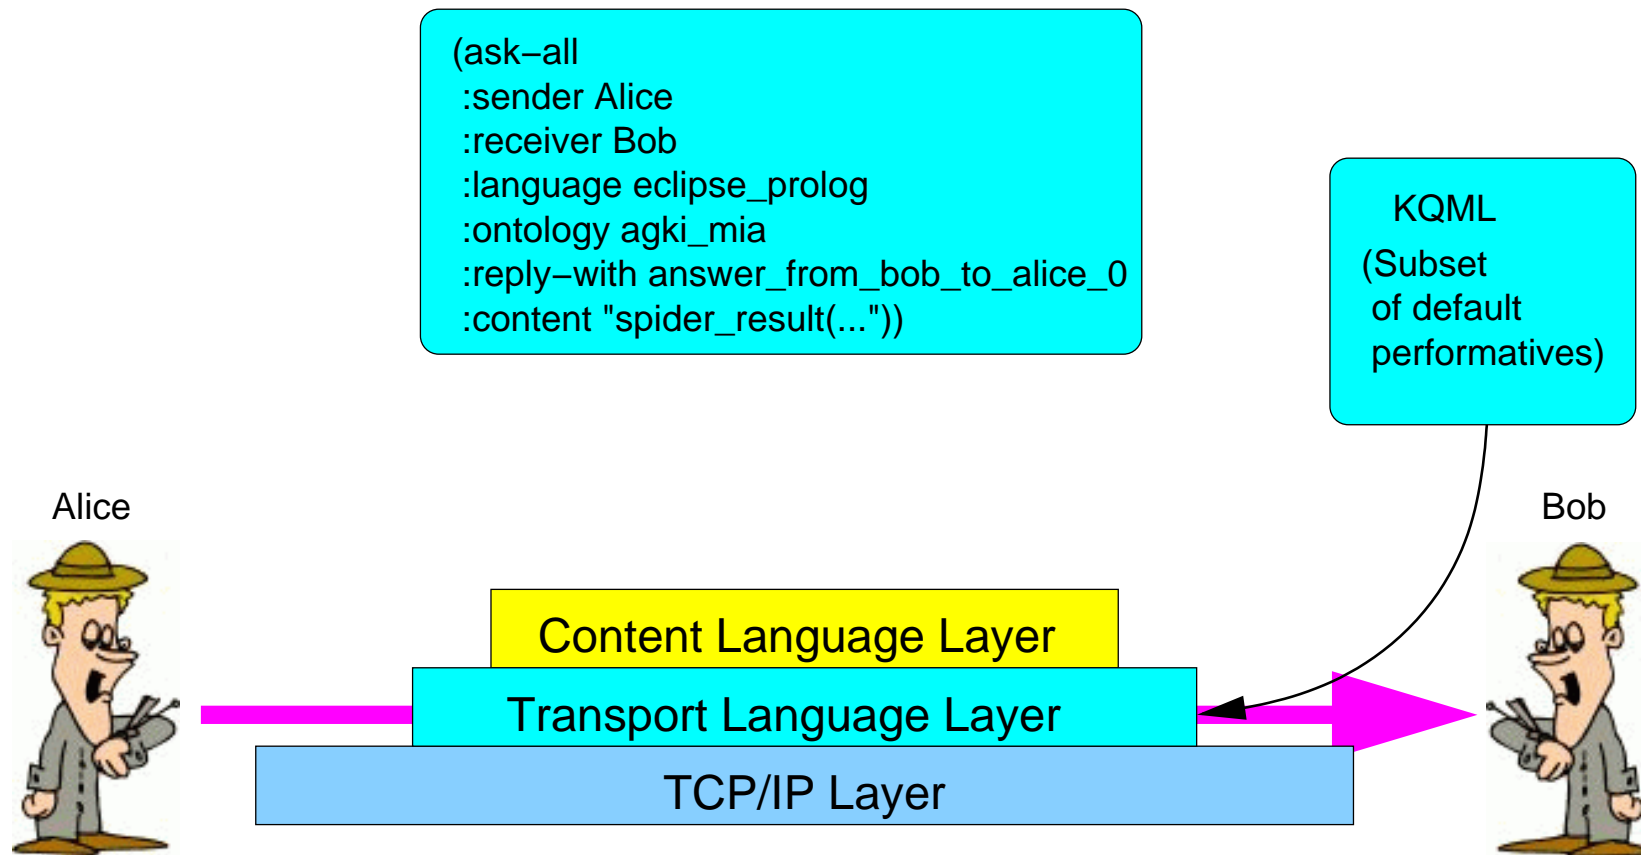 (ask−all
:sender Alice
:receiver Bob
:language eclipse_prolog
:ontology agki_mia
:reply−with answer_from_bob_to_alice_0
:content "spider_result(..."))
KQML
(Subset
of default
performatives)
Alice
Bob
Content Language Layer
Transport Language Layer
TCP/IP Layer